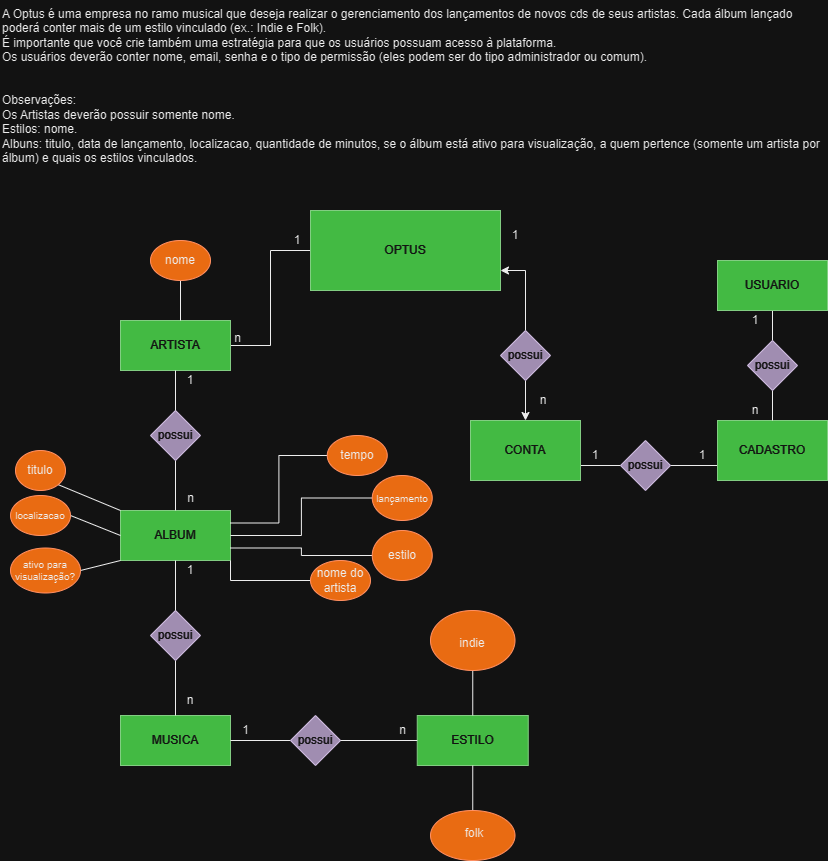 A Optus é uma empresa no ramo musical que deseja realizar o gerenciamento dos lançamentos de novos cds de seus artistas. Cada álbum lançado
poderá conter mais de um estilo vinculado (ex.: Indie e Folk).
É importante que você crie também uma estratégia para que os usuários possuam acesso à plataforma.
Os usuários deverão conter nome, email, senha e o tipo de permissão (eles podem ser do tipo administrador ou comum).
Observações:
Os Artistas deverão possuir somente nome.
Estilos: nome.
Albuns: titulo, data de lançamento, localizacao, quantidade de minutos, se o álbum está ativo para visualização, a quem pertence (somente um artista por
álbum) e quais os estilos vinculados.
1
OPTUS
1
nome
USUARIO
ARTISTA
n
1
possui
possui
1
n
n
possui
CONTA
1
possui
1
CADASTRO
titulo
n
tempo
lançamento
localizacao
ALBUM
estilo
ativo para
visualização?
1
nome do
artista
possui
indie
n
MUSICA
1
possui
n
ESTILO
folk